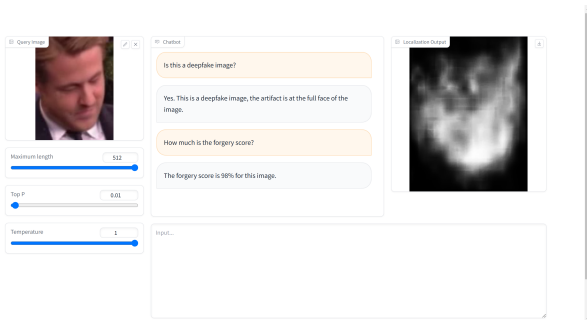 Query Image
Chatbot
Localisation Output
Is this a deepfake image?
Yes. This is a deepfake image, the artifact is at the full face of the
image.
How much is the forgery score?
The forgery score is 98% for this image.
Maximum length
512
Top P
0.01
Temperature
1
Input...